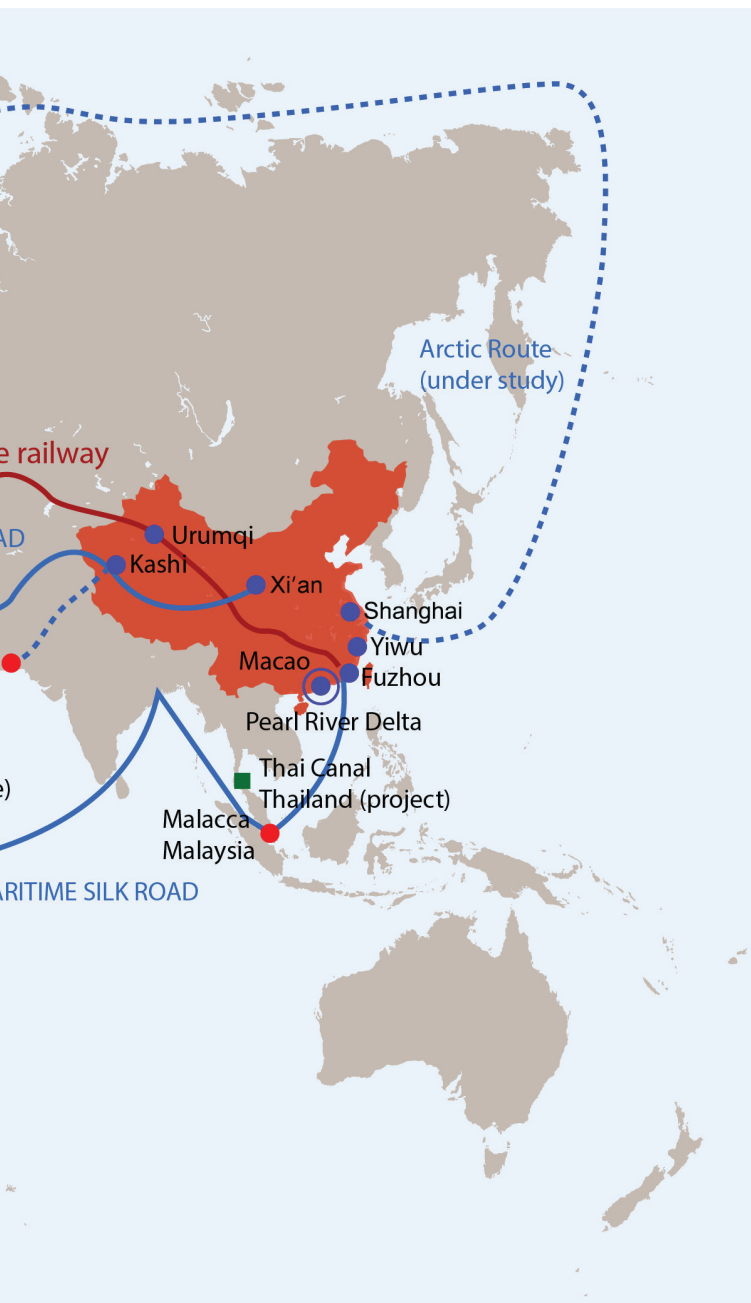 Arctic Route
(under study)
e railway
AD
Urumqi
Kashi
Xi'an
Shanghai
Yiwu
Macao
Fuzhou
Pearl River Delta
Thai Canal
Thailand (project)
e)
Malacca
Malaysia
ARITIME SILK ROAD